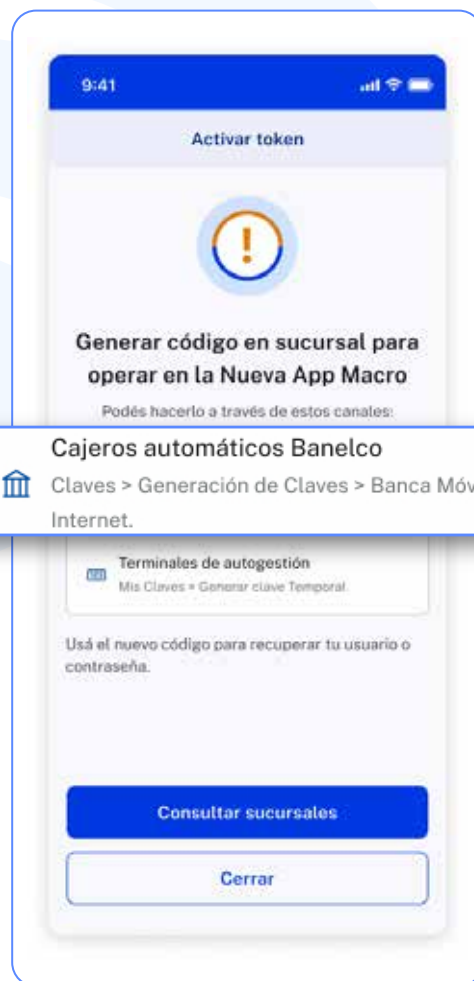 9:41
Activar token
!
Generar código en sucursal para
operar en la Nueva App Macro
Podés hacerlo a través de estos canales:
Cajeros automáticos Banelco
Claves > Generación de Claves > Banca Móv
Internet.
Terminales de autogestión
Mis Claves > Generar clave Temporal.
Usá el nuevo código para recuperar tu usuario o
contraseña.
Consultar sucursales
Cerrar